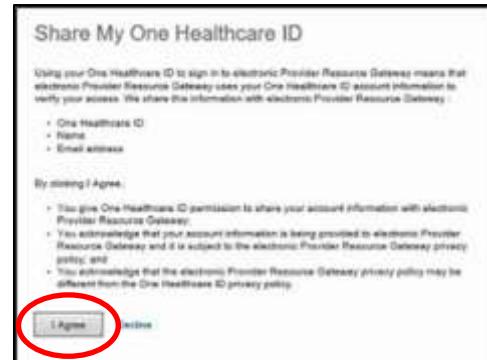 Share My One Healthcare ID
Using your One Healthcare ID to sign in to electronic Provider Resource Gateway means that
electronic Provider Resource Gateway uses your One Healthcare ID account information to
verify your access. We share this information with electronic Provider Resource Gateway :
• One Healthcare ID
• Name
• Email address
By clicking I Agree,
• You give One Healthcare ID permission to share your account information with electronic
Provider Resource Gateway;
• You acknowledge that your account information is being provided to electronic Provider
Resource Gateway and it is subject to the electronic Provider Resource Gateway privacy
policy; and
• You acknowledge that the electronic Provider Resource Gateway privacy policy may be
different from the One Healthcare ID privacy policy.
I Agree